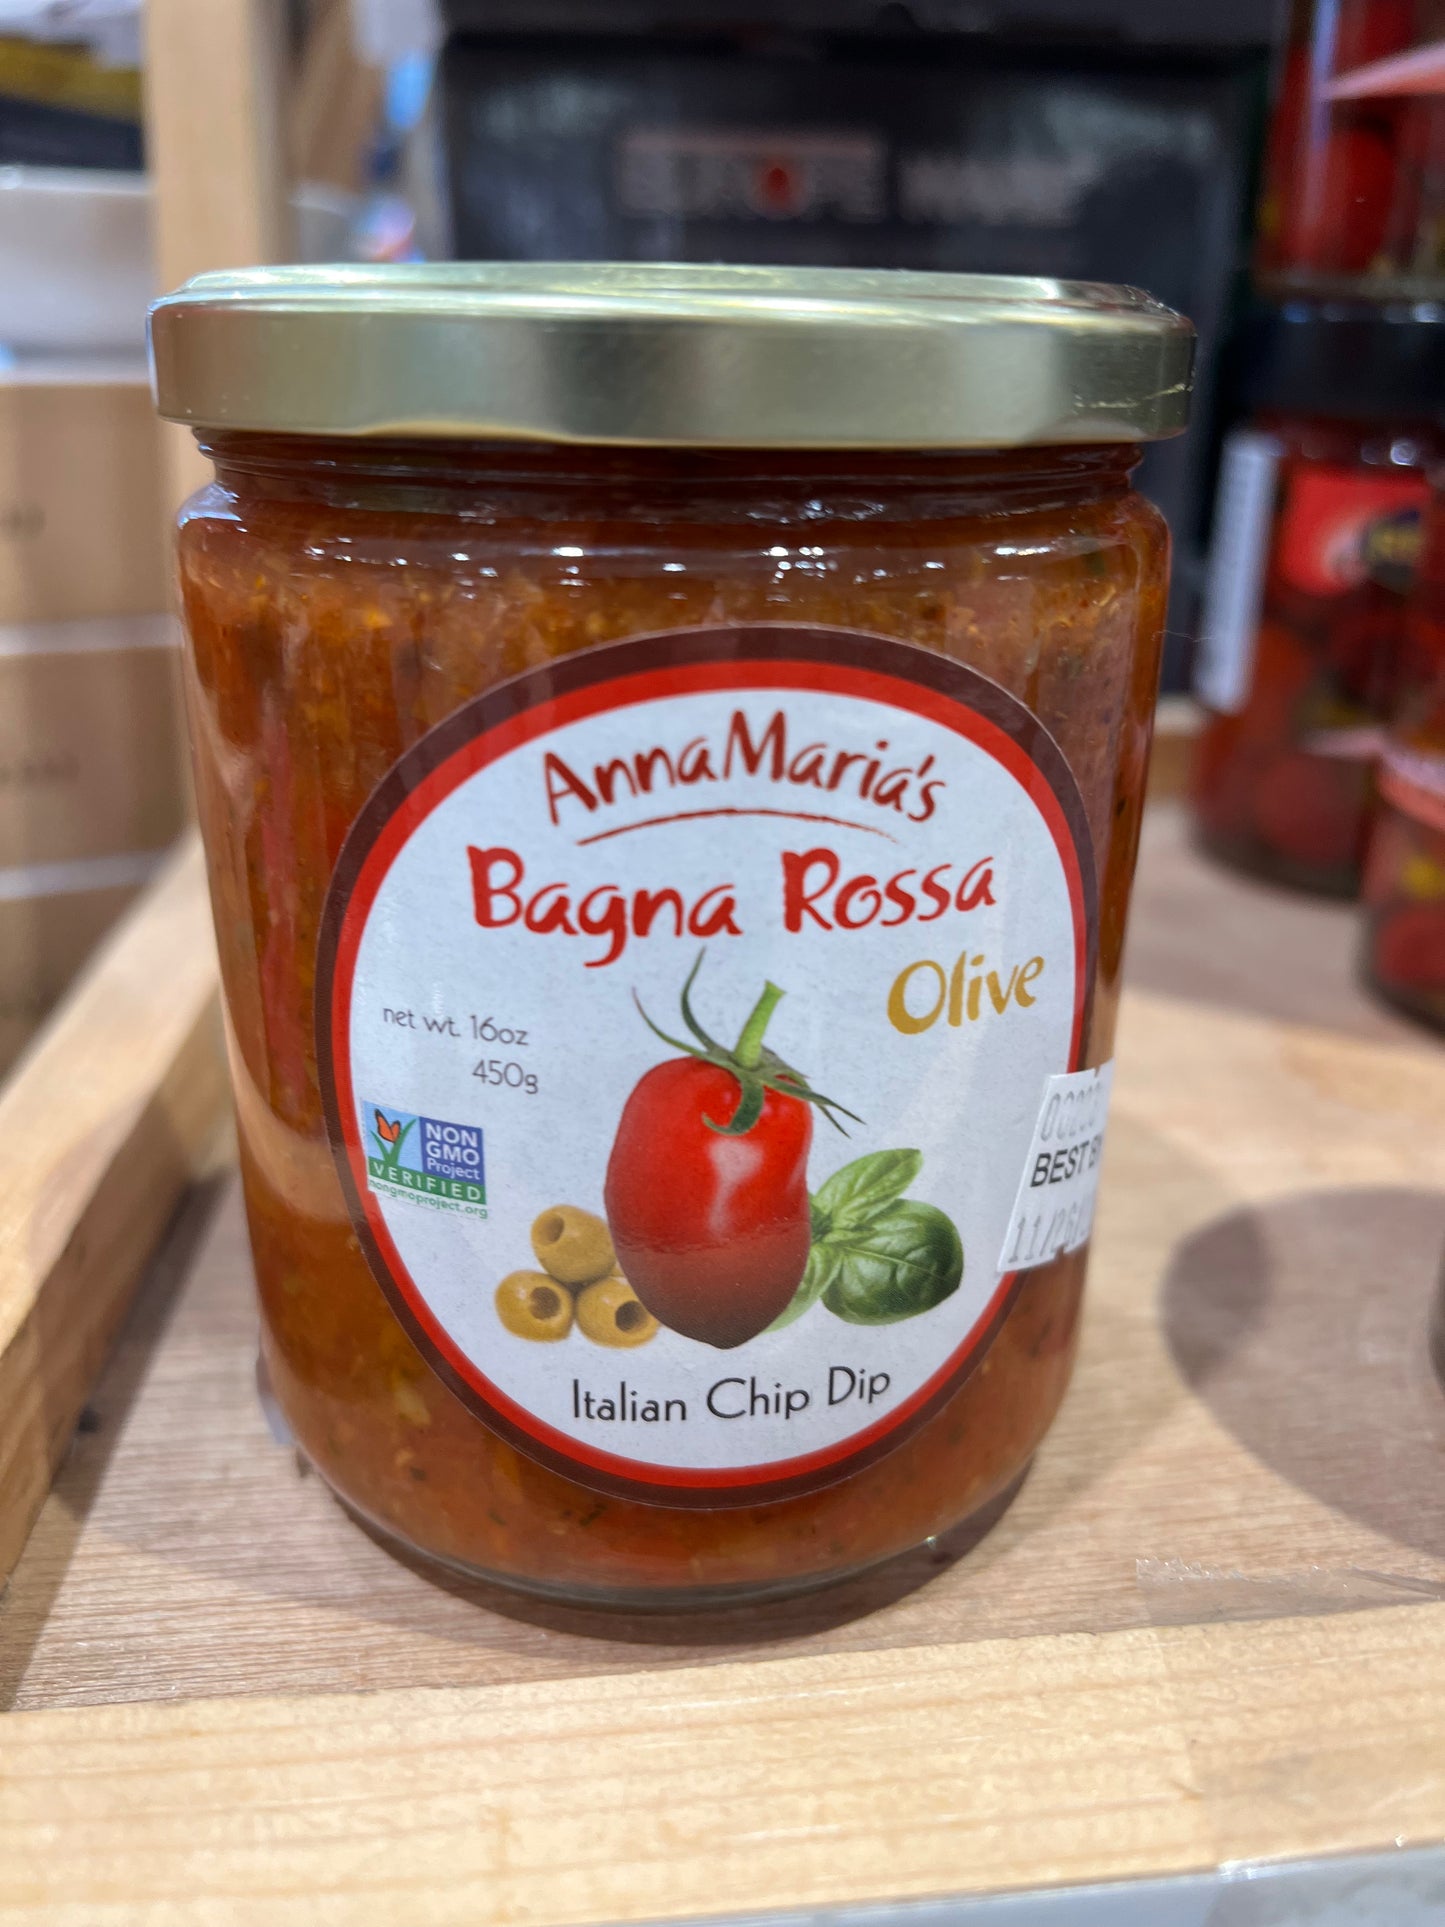 AnnaMaria's
Bagna Rossa
Olive
net wt. 16oz
450g
NON
GMO
Project
VERIFIED
nongmoproject.org
BEST
Italian Chip Dip